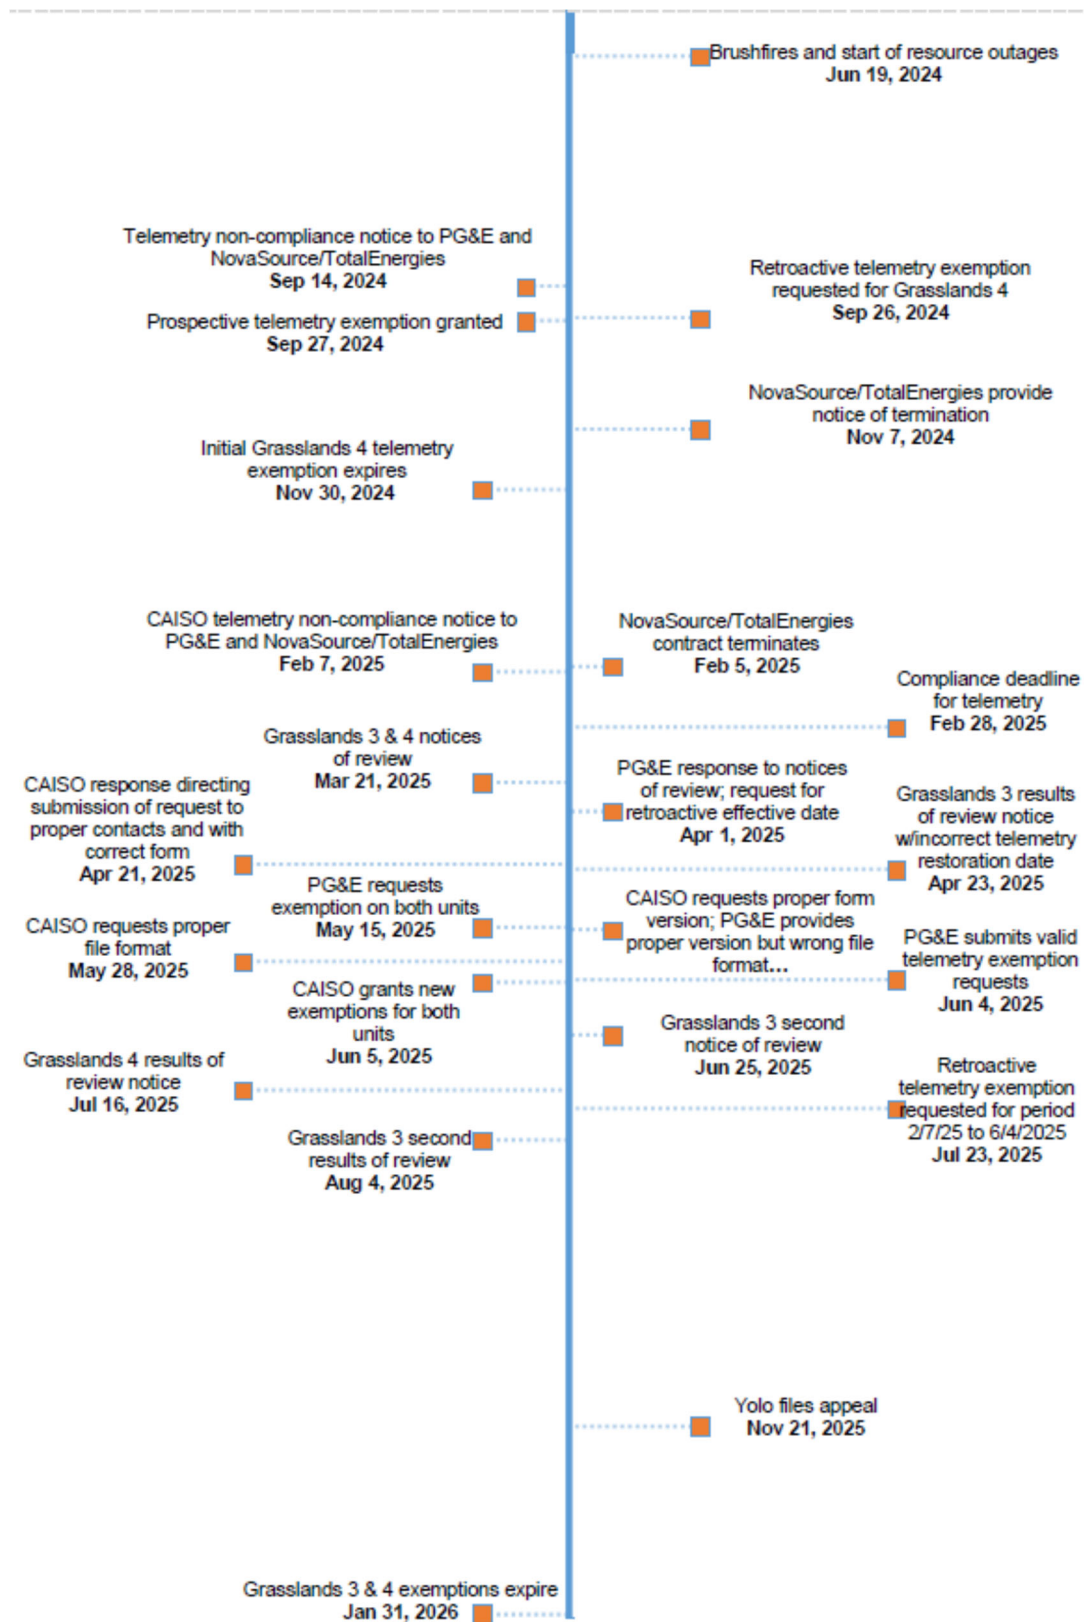 Brushfires and start of resource outages
Jun 19, 2024
Telemetry non-compliance notice to PG&E and
NovaSource/TotalEnergies
Sep 14, 2024
Retroactive telemetry exemption
requested for Grasslands 4
Sep 26, 2024
Prospective telemetry exemption granted
Sep 27, 2024
NovaSource/TotalEnergies provide
notice of termination
Nov 7, 2024
Initial Grasslands 4 telemetry
exemption expires
Nov 30, 2024
CAISO telemetry non-compliance notice to
PG&E and NovaSource/TotalEnergies
Feb 7, 2025
NovaSource/TotalEnergies
contract terminates
Feb 5, 2025
Compliance deadline
for telemetry
Feb 28, 2025
Grasslands 3 & 4 notices
of review
Mar 21, 2025
PG&E response to notices
of review; request for
retroactive effective date
Apr 1, 2025
CAISO response directing
submission of request to
proper contacts and with
correct form
Apr 21, 2025
Grasslands 3 results
of review notice
w/incorrect telemetry
restoration date
Apr 23, 2025
PG&E requests
exemption on both units
May 15, 2025
CAISO requests proper form
version; PG&E provides
proper version but wrong file
format...
CAISO requests proper
file format
May 28, 2025
PG&E submits valid
telemetry exemption
requests
Jun 4, 2025
CAISO grants new
exemptions for both
units
Jun 5, 2025
Grasslands 3 second
notice of review
Jun 25, 2025
Grasslands 4 results of
review notice
Jul 16, 2025
Retroactive
telemetry exemption
requested for period
2/7/25 to 6/4/2025
Jul 23, 2025
Grasslands 3 second
results of review
Aug 4, 2025
Yolo files appeal
Nov 21, 2025
Grasslands 3 & 4 exemptions expire
Jan 31, 2026